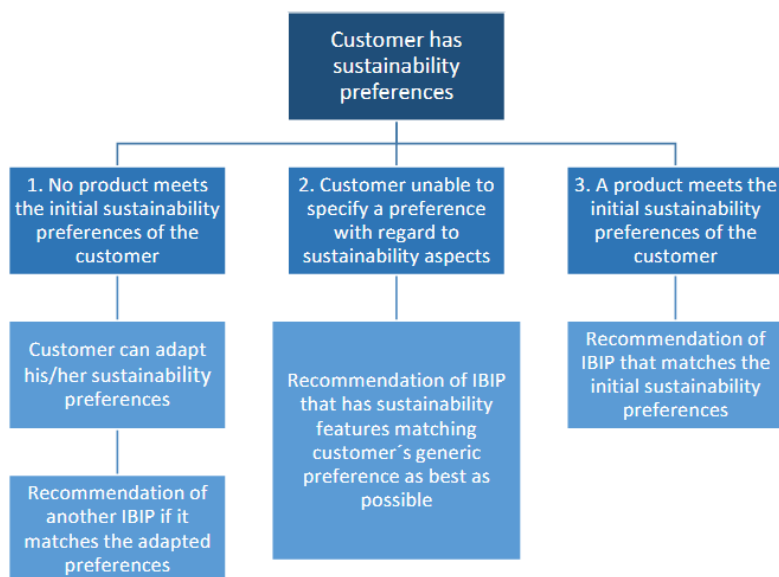 Customer has
sustainability
preferences
1. No product meets
the initial sustainability
preferences of the
customer
2. Customer unable to
specify a preference
with regard to
sustainability aspects
3. A product meets the
initial sustainability
preferences of the
customer
Customer can adapt
his/her sustainability
preferences
Recommendation of IBIP
that has sustainability
features matching
customer´s generic
preference as best as
possible
Recommendation of
IBIP that matches the
initial sustainability
preferences
Recommendation of
another IBIP if it
matches the adapted
preferences